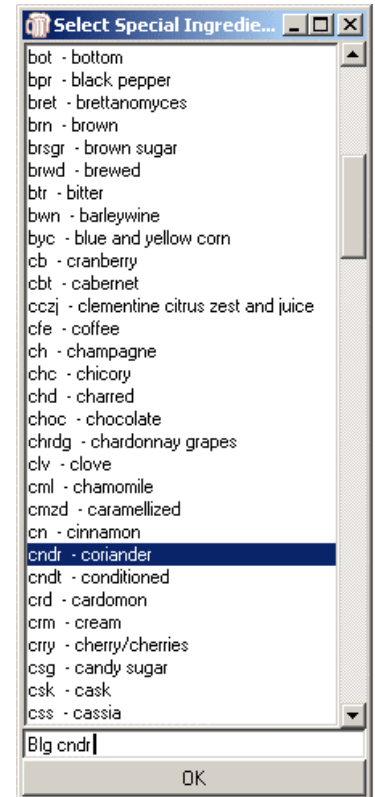 Select Special Ingredie...
bot - bottom
bpr - black pepper
bret - brettanomyces
brn - brown
brsgr - brown sugar
brwd - brewed
btr - bitter
bwn - barleywine
byc - blue and yellow corn
cb - cranberry
cbt - cabernet
cczj - clementine citrus zest and juice
cfe - coffee
ch - champagne
chc - chicory
chd - charred
choc - chocolate
chrdg - chardonnay grapes
clv - clove
cml - chamomile
cmzd - caramellized
cn - cinnamon
cndr - coriander
cndt - conditioned
crd - cardomon
crm - cream
crry - cherry/cherries
csg - candy sugar
csk - cask
css - cassia
Blg cndr
OK